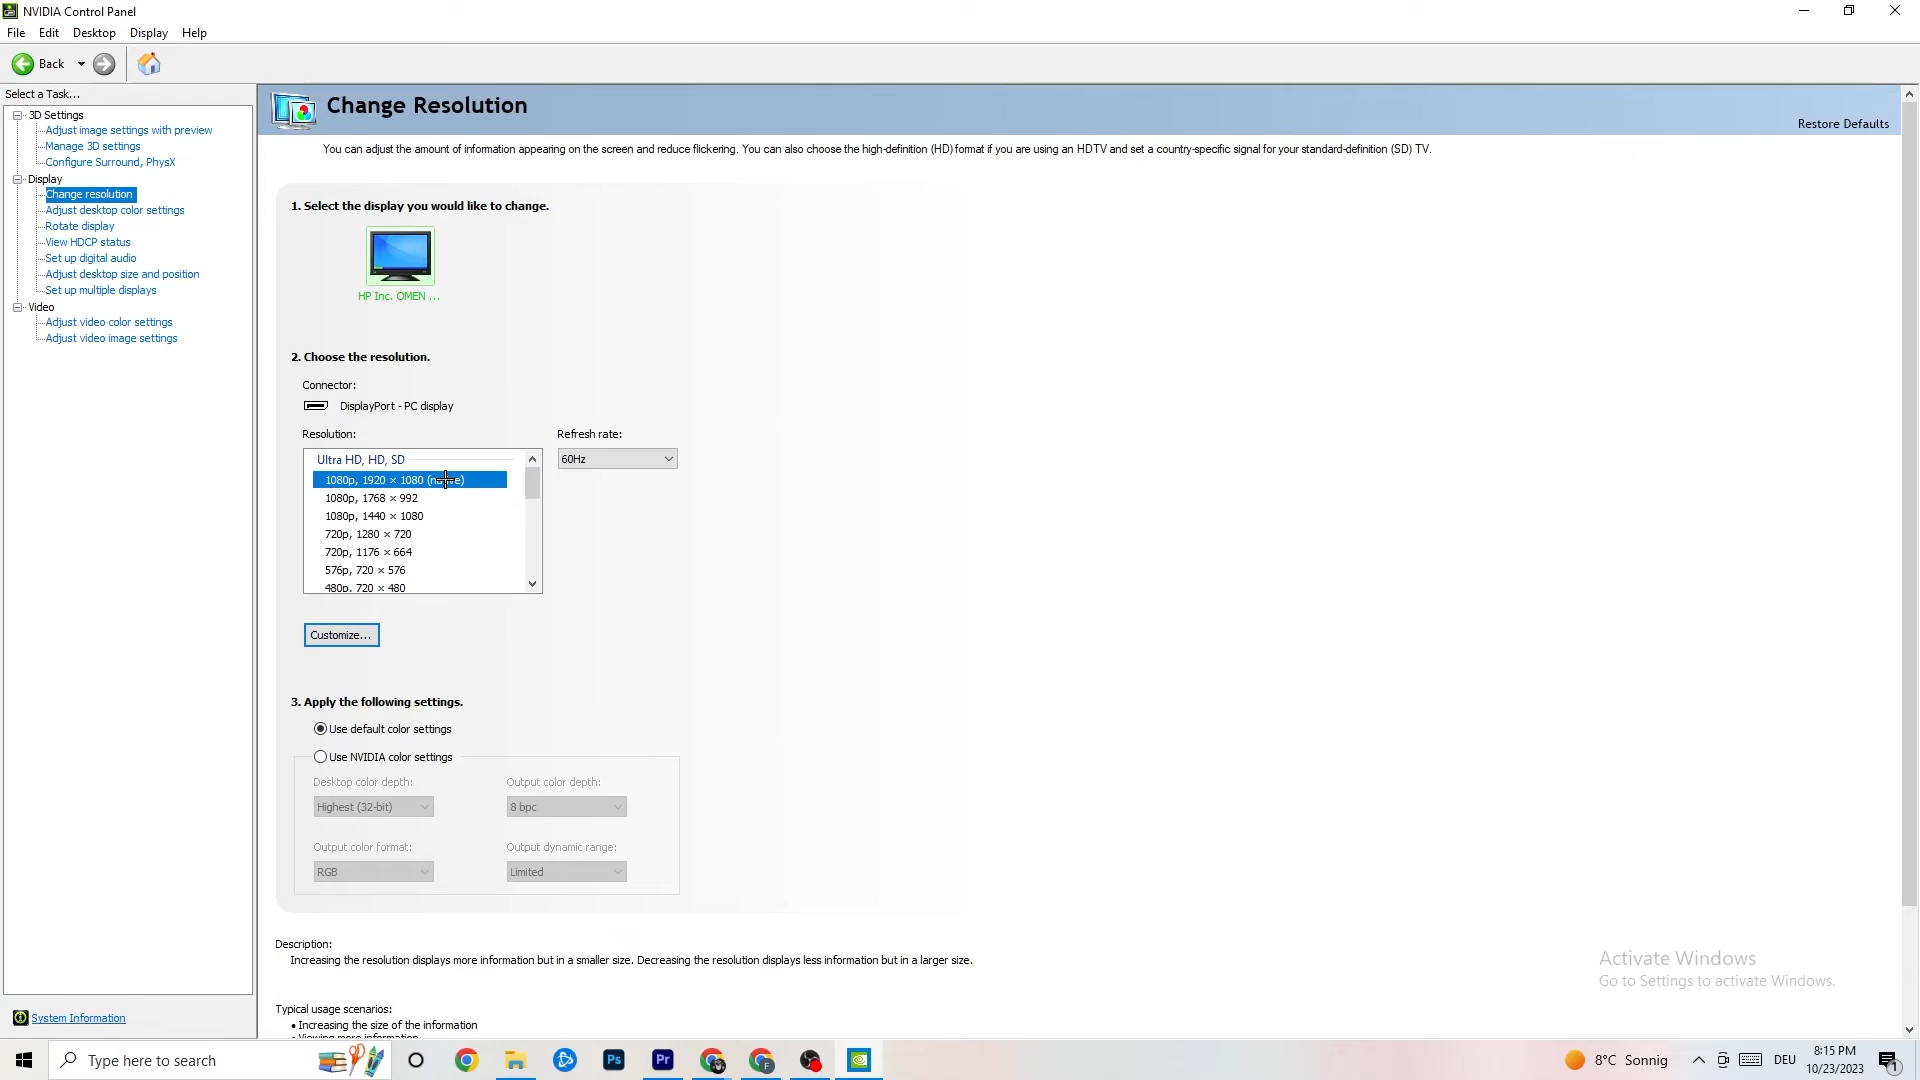 NVIDIA Control Panel
File Edit Desktop Display Help
Back
Select a Task...
3D Settings
Adjust image settings with preview
Manage 3D settings
Configure Surround, PhysX
Display
Change resolution
Adjust desktop color settings
Rotate display
View HDCP status
Set up digital audio
Adjust desktop size and position
Set up multiple displays
Video
Adjust video color settings
Adjust video image settings
System Information
Change Resolution
Restore Defaults
You can adjust the amount of information appearing on the screen and reduce flickering. You can also choose the high-definition (HD) format if you are using an HDTV and set a country-specific signal for your standard-definition (SD) TV.
1. Select the display you would like to change.
HP Inc. OMEN ...
2. Choose the resolution.
Connector:
DisplayPort - PC display
Resolution:
Refresh rate:
60Hz
Ultra HD, HD, SD
1080p, 1920 × 1080
1080p, 1768 × 992
1080p, 1440 × 1080
720p, 1280 × 720
720p, 1176 × 664
576p, 720 × 576
480p, 720 × 480
Customize...
3. Apply the following settings.
Use default color settings
Use NVIDIA color settings
Desktop color depth:
Output color depth:
Highest (32-bit)
8 bpc
Output color format:
Output dynamic range:
RGB
Limited
Description:
Increasing the resolution displays more information but in a smaller size. Decreasing the resolution displays less information but in a larger size.
Typical usage scenarios:
• Increasing the size of the information
• Viewing more information
Activate Windows
Go to Settings to activate Windows.
Type here to search
Ps
Pr
F
8°C Sonnig
DEU
8:15 PM
10/23/2023
1